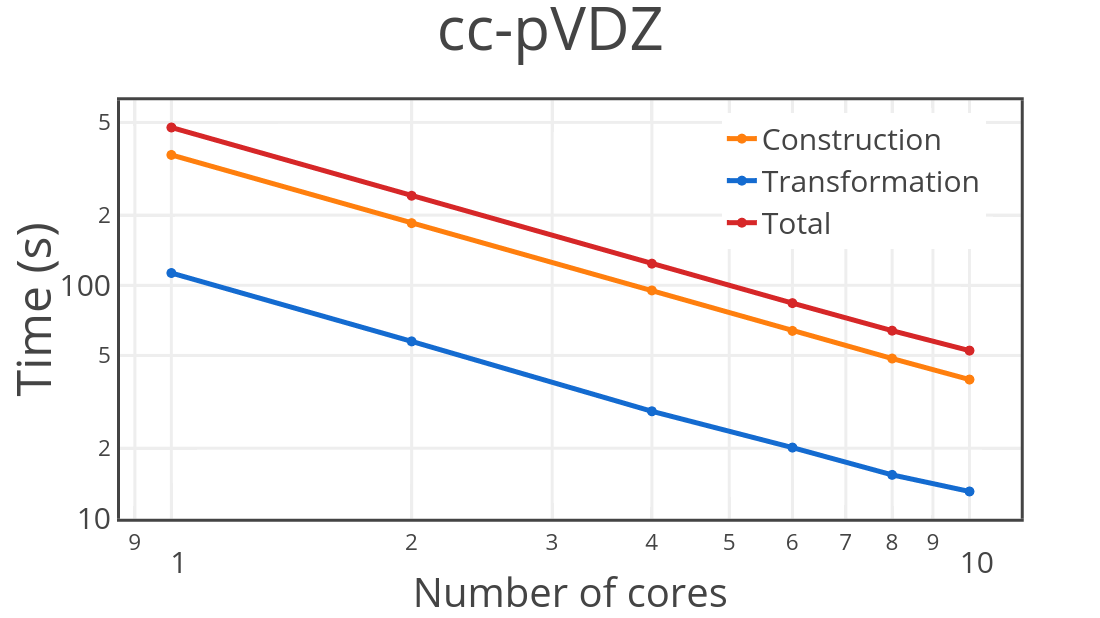 cc-pVDZ
5
2
100
5
2
10
Time (s)
Construction
Transformation
Total
9 1 2 3 4 5 6 7 8 9 10
Number of cores